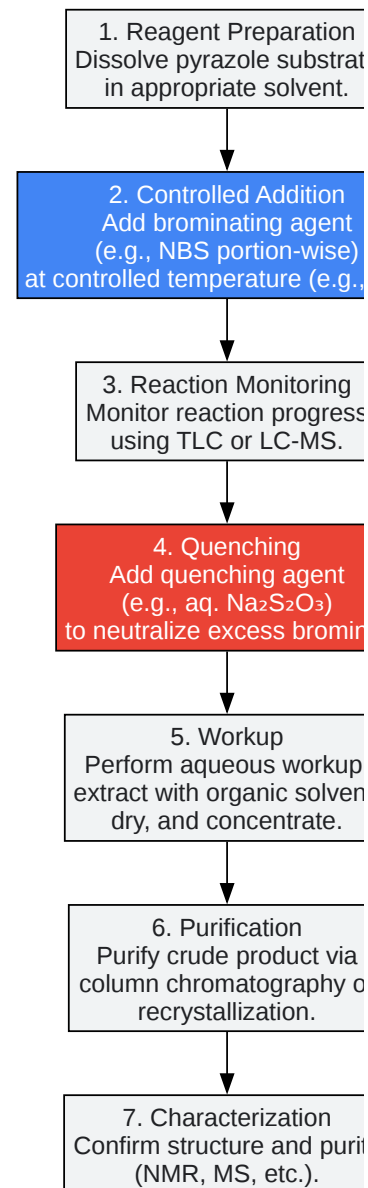 1. Reagent Preparation
Dissolve pyrazole substrat
in appropriate solvent.
2. Controlled Addition
Add brominating agent
(e.g., NBS portion-wise)
at controlled temperature (e.g.,
3. Reaction Monitoring
Monitor reaction progress
using TLC or LC-MS.
4. Quenching
Add quenching agent
(e.g., aq. Na₂S₂O₃)
to neutralize excess bromin
5. Workup
Perform aqueous workup
extract with organic solven
dry, and concentrate.
6. Purification
Purify crude product via
column chromatography o
recrystallization.
7. Characterization
Confirm structure and purit
(NMR, MS, etc.).